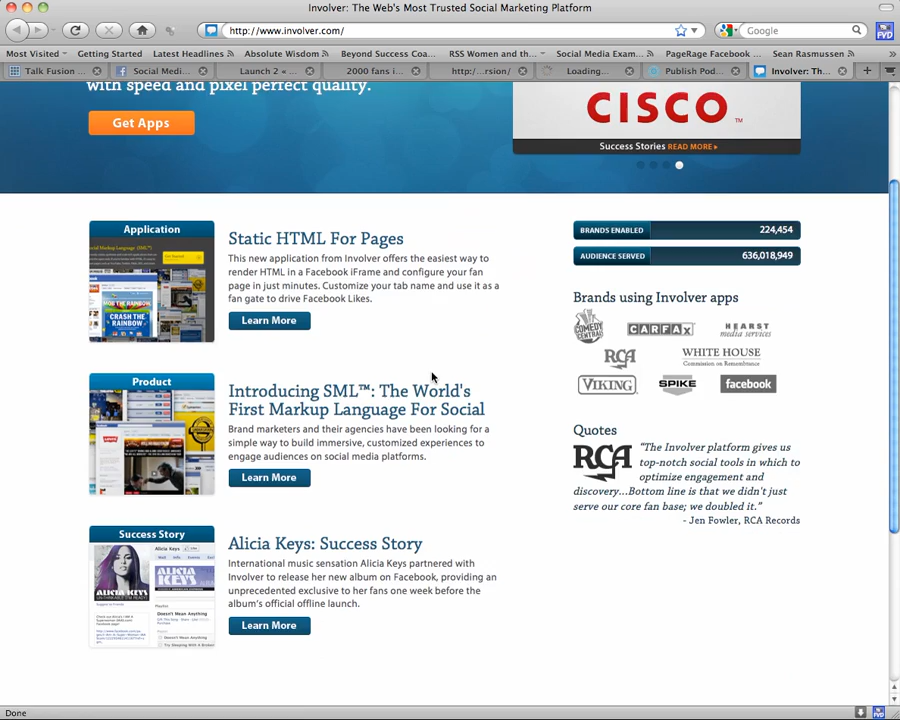 Involver: The Web's Most Trusted Social Marketing Platform
http://www.involver.com/
Google
Most Visited
Getting Started
Latest Headlines
Absolute Wisdom
Beyond Success Coa...
RSS Women and th...
Social Media Exam...
PageRage Facebook ...
Sean Rasmussen
Talk Fusion ...
Social Medi...
Launch 2 « ...
2000 fans i...
http:/...rsion/
Loading...
Publish Pod...
Involver: Th...
with speed and pixel perfect quality.
Get Apps
CISCO TM
Success Stories READ MORE
Application
Static HTML For Pages
This new application from Involver offers the easiest way to
render HTML in a Facebook iFrame and configure your fan
page in just minutes. Customize your tab name and use it as a
fan gate to drive Facebook Likes.
Learn More
Product
Introducing SML™: The World's
First Markup Language For Social
Brand marketers and their agencies have been looking for a
simple way to build immersive, customized experiences to
engage audiences on social media platforms.
Learn More
Success Story
Alicia Keys
ALICIA KEYS
Alicia Keys: Success Story
International music sensation Alicia Keys partnered with
Involver to release her new album on Facebook, providing an
unprecedented exclusive to her fans one week before the
album's official offline launch.
Learn More
BRANDS ENABLED 224,454
AUDIENCE SERVED 636,018,949
Brands using Involver apps
COMEDY CENTRAL
CARFAX
HEARST media services
RCA
WHITE HOUSE
Commission on Remembrance
VIKING
SPIKE
facebook
Quotes
RCA
"The Involver platform gives us
top-notch social tools in which to
optimize engagement and
discovery...Bottom line is that we didn't just
serve our core fan base; we doubled it."
- Jen Fowler, RCA Records
Done
FVD